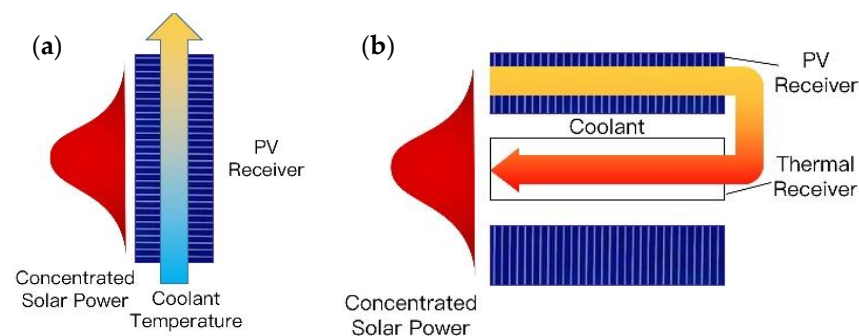 (a)
PV
Receiver
Concentrated
Solar Power
Coolant
Temperature
(b)
PV
Receiver
Coolant
Thermal
Receiver
Concentrated
Solar Power